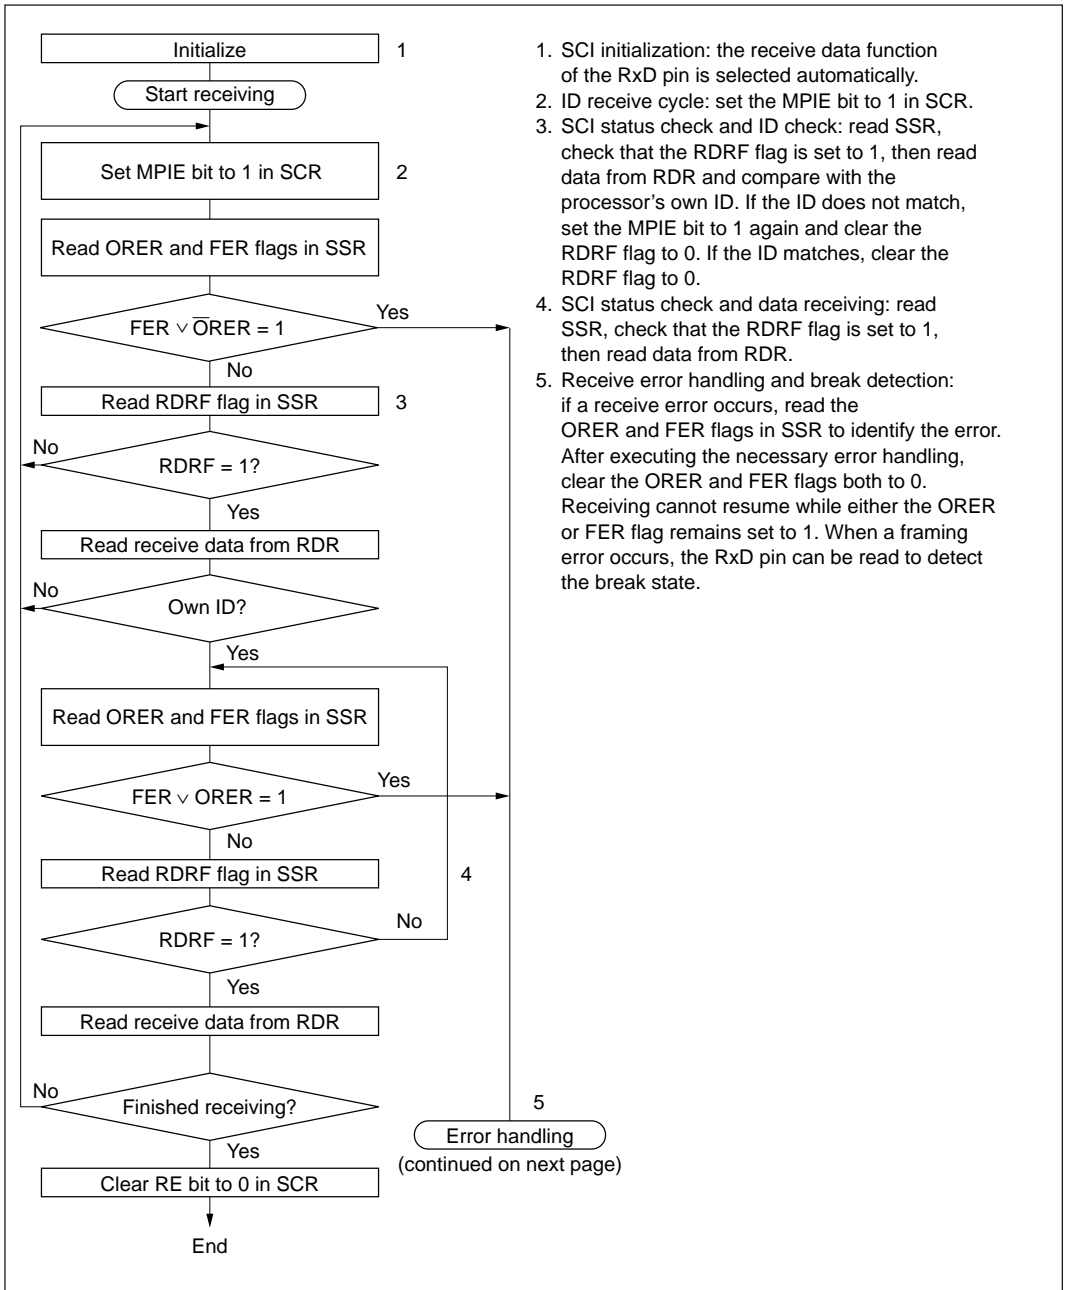 Initialize
1
Start receiving
Set MPIE bit to 1 in SCR
2
Read ORER and FER flags in SSR
FER ∨ O̅RER = 1
Yes
No
Read RDRF flag in SSR
3
No
RDRF = 1?
Yes
Read receive data from RDR
No
Own ID?
Yes
Read ORER and FER flags in SSR
FER ∨ ORER = 1
Yes
No
Read RDRF flag in SSR
4
RDRF = 1?
No
Yes
Read receive data from RDR
No
Finished receiving?
5
Error handling
(continued on next page)
Yes
Clear RE bit to 0 in SCR
End
1. SCI initialization: the receive data function
of the RxD pin is selected automatically.
2. ID receive cycle: set the MPIE bit to 1 in SCR.
3. SCI status check and ID check: read SSR,
check that the RDRF flag is set to 1, then read
data from RDR and compare with the
processor's own ID. If the ID does not match,
set the MPIE bit to 1 again and clear the
RDRF flag to 0. If the ID matches, clear the
RDRF flag to 0.
4. SCI status check and data receiving: read
SSR, check that the RDRF flag is set to 1,
then read data from RDR.
5. Receive error handling and break detection:
if a receive error occurs, read the
ORER and FER flags in SSR to identify the error.
After executing the necessary error handling,
clear the ORER and FER flags both to 0.
Receiving cannot resume while either the ORER
or FER flag remains set to 1. When a framing
error occurs, the RxD pin can be read to detect
the break state.